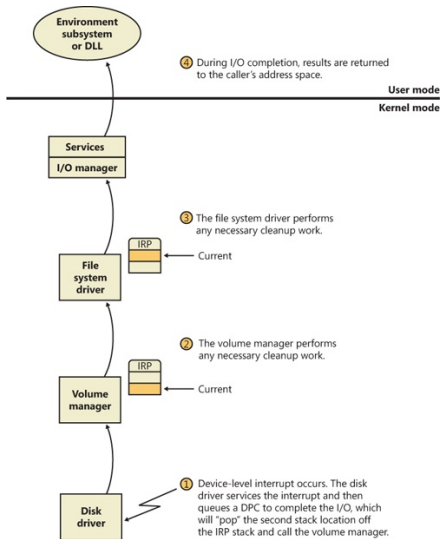 Environment
subsystem
or DLL
④ During I/O completion, results are returned
to the caller's address space.
User mode
Kernel mode
Services
I/O manager
③ The file system driver performs
any necessary cleanup work.
IRP
Current
File
system
driver
② The volume manager performs
any necessary cleanup work.
IRP
Current
Volume
manager
① Device-level interrupt occurs. The disk
driver services the interrupt and then
queues a DPC to complete the I/O, which
will "pop" the second stack location off
the IRP stack and call the volume manager.
Disk
driver